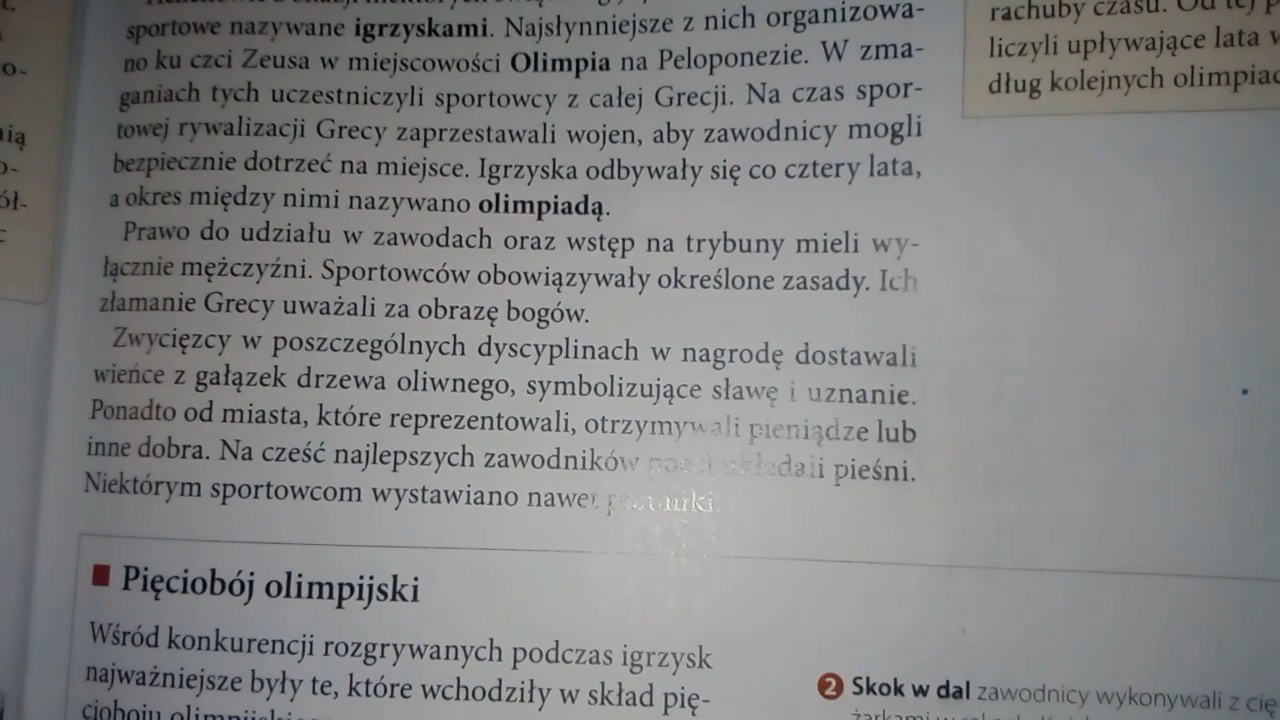 sportowe nazywane igrzyskami. Najsłynniejsze z nich organizowa-
no ku czci Zeusa w miejscowości Olimpia na Peloponezie. W zma-
ganiach tych uczestniczyli sportowcy z całej Grecji. Na czas spor-
towej rywalizacji Grecy zaprzestawali wojen, aby zawodnicy mogli
bezpiecznie dotrzeć na miejsce. Igrzyska odbywały się co cztery lata,
a okres między nimi nazywano olimpiadą.
Prawo do udziału w zawodach oraz wstęp na trybuny mieli wy-
łącznie mężczyźni. Sportowców obowiązywały określone zasady. Ich
złamanie Grecy uważali za obrazę bogów.
Zwycięzcy w poszczególnych dyscyplinach w nagrodę dostawali
wieńce z gałązek drzewa oliwnego, symbolizujące sławę i uznanie.
Ponadto od miasta, które reprezentowali, otrzymywali pieniądze lub
inne dobra. Na cześć najlepszych zawodników pieśni.
Niektórym sportowcom wystawiano nawet
rachuby czasu. Od tej
liczyli upływające lata
dług kolejnych olimpiad
Pięciobój olimpijski
Wśród konkurencji rozgrywanych podczas igrzysk
najważniejsze były te, które wchodziły w skład pię-
2 Skok w dal zawodnicy wykonywali z cię